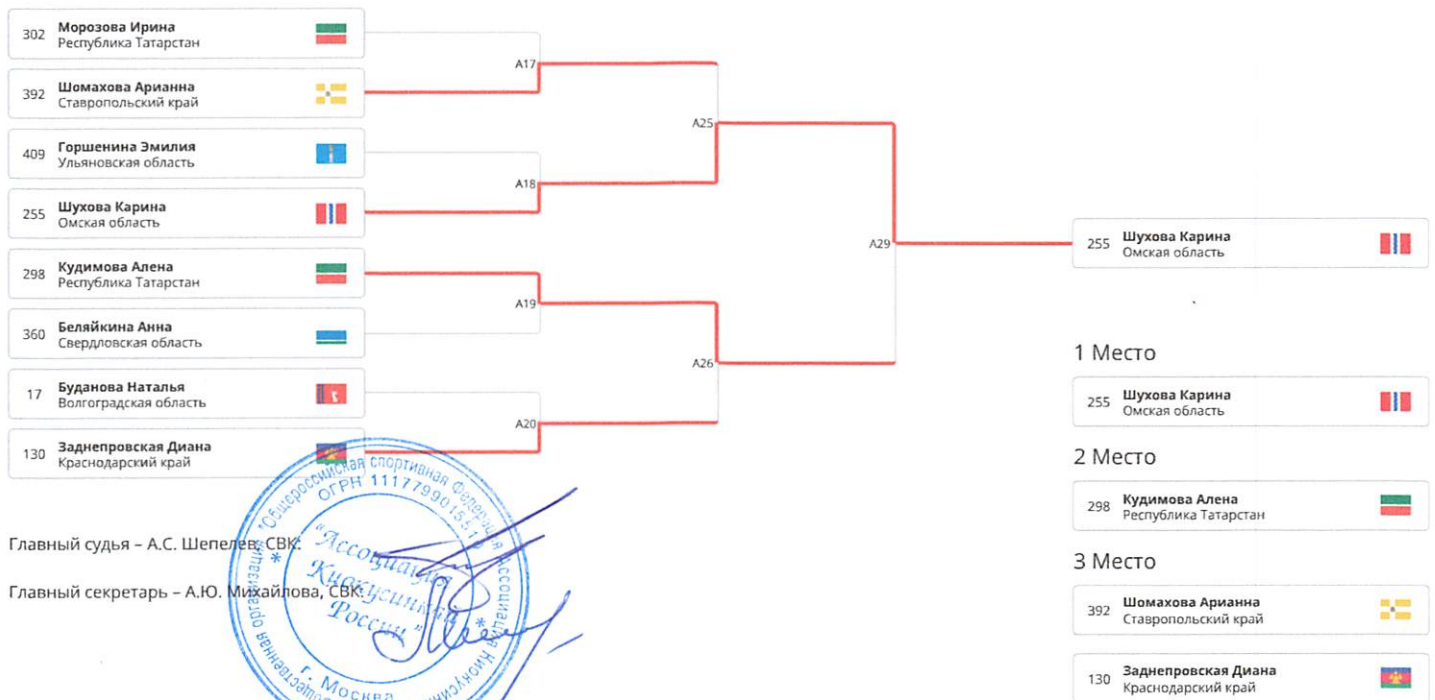 302 Морозова Ирина
Республика Татарстан
392 Шомахова Арианна
Ставропольский край
409 Горшенина Эмилия
Ульяновская область
255 Шухова Карина
Омская область
298 Кудимова Алена
Республика Татарстан
360 Беляйкина Анна
Свердловская область
17 Буданова Наталья
Волгоградская область
130 Заднепровская Диана
Краснодарский край
A17
A18
A19
A20
A25
A26
A29
255 Шухова Карина
Омская область
1 Место
255 Шухова Карина
Омская область
2 Место
298 Кудимова Алена
Республика Татарстан
3 Место
392 Шомахова Арианна
Ставропольский край
130 Заднепровская Диана
Краснодарский край
Главный судья – А.С. Шепелев, СВК:
Главный секретарь – А.Ю. Михайлова, СВК:
"Общероссийская спортивная Федерация
ОГРН
"Ассоциация
Киокусинкай
России"
г. Москва